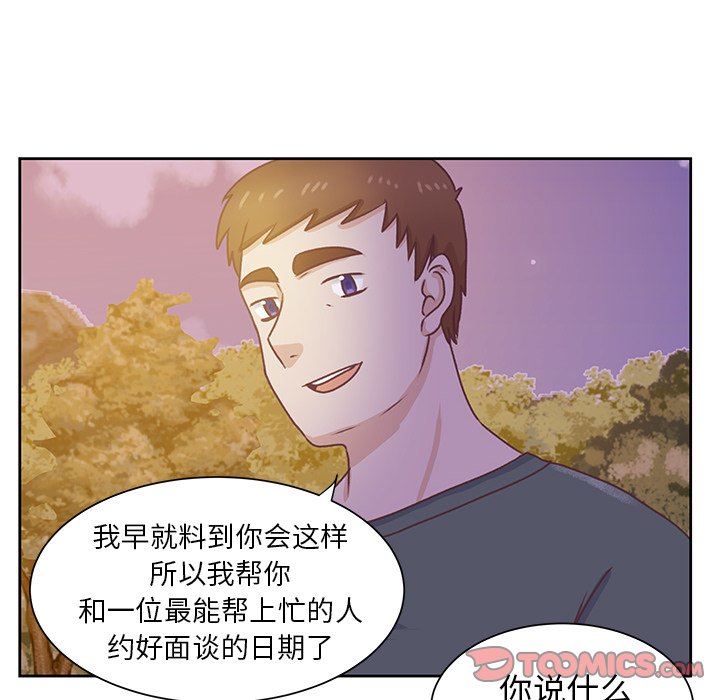 我早就料到你会这样
所以我帮你
和一位最能帮上忙的人
约好面谈的日期了
你说什么
TOOMICS
TOOMICS.COM